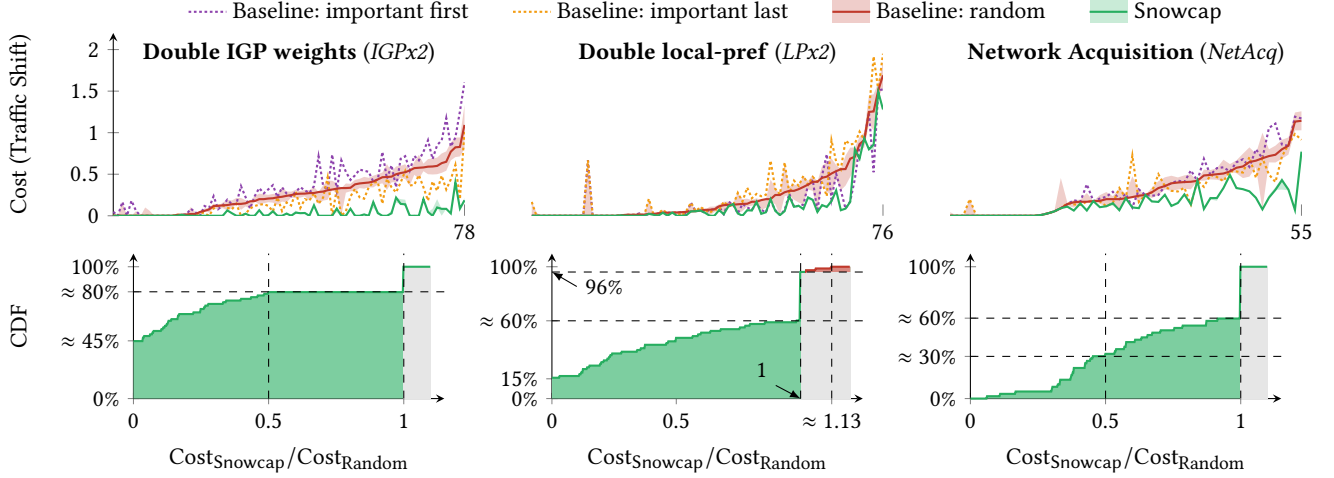 Baseline: important first Baseline: important last Baseline: random Snowcap
Double IGP weights (IGPx2) Double local-pref (LPx2) Network Acquisition (NetAcq)
Cost (Traffic Shift)
2
1.5
1
0.5
0
78 76 55
CDF
100%
≈ 80%
≈ 45%
0%
0 0.5 1
CostSnowcap/CostRandom
100%
96%
≈ 60%
15%
0%
1
0 0.5 ≈ 1.13
CostSnowcap/CostRandom
100%
≈ 60%
≈ 30%
0%
0 0.5 1
CostSnowcap/CostRandom